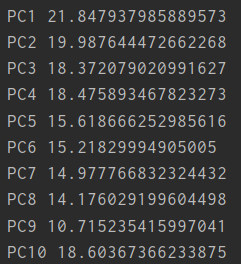 PC1 21.847937985889573
PC2 19.987644472662268
PC3 18.372079020991627
PC4 18.475893467823273
PC5 15.618666252985616
PC6 15.21829994905005
PC7 14.977766832324432
PC8 14.176029199604498
PC9 10.715235415997041
PC10 18.60367366233875